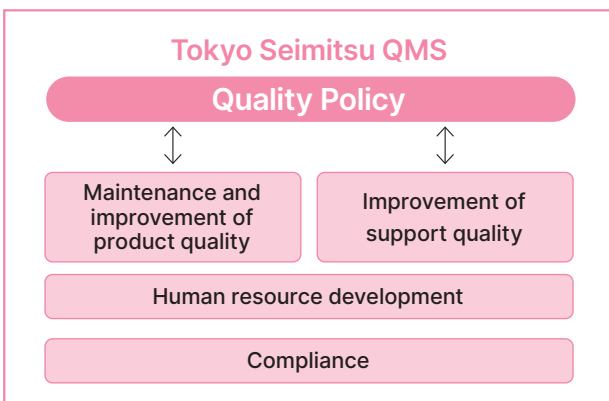 Tokyo Seimitsu QMS
Quality Policy
Maintenance and
improvement of
product quality
Improvement of
support quality
Human resource development
Compliance